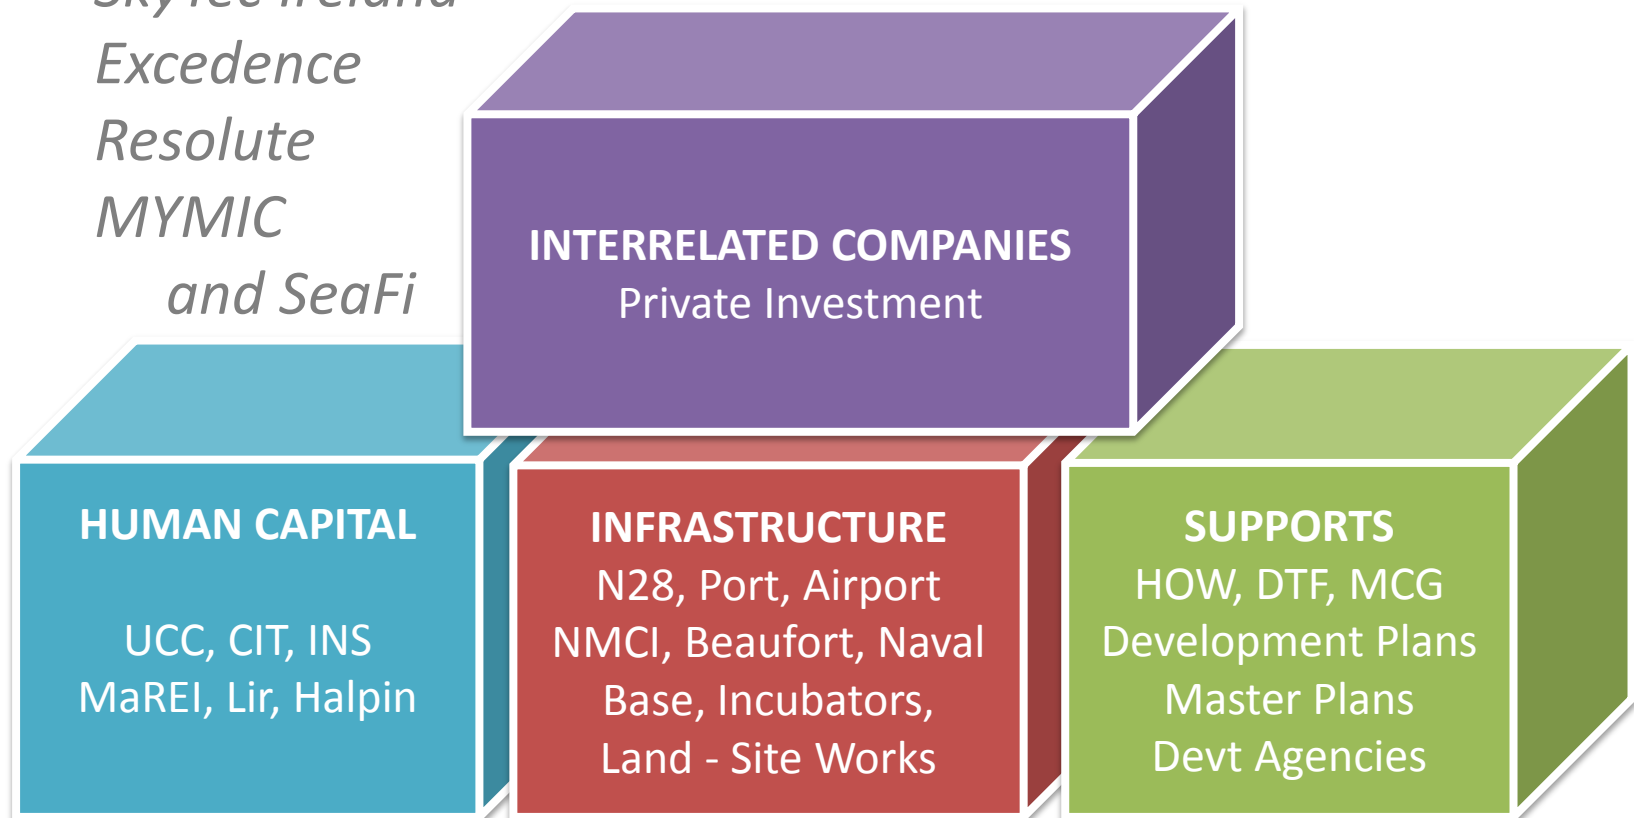 SkyTec Ireland
Excedence
Resolute
MYMIC
and SeaFi
INTERRELATED COMPANIES
Private Investment
HUMAN CAPITAL
UCC, CIT, INS
MaREI, Lir, Halpin
INFRASTRUCTURE
N28, Port, Airport
NMCI, Beaufort, Naval
Base, Incubators,
Land - Site Works
SUPPORTS
HOW, DTF, MCG
Development Plans
Master Plans
Devt Agencies